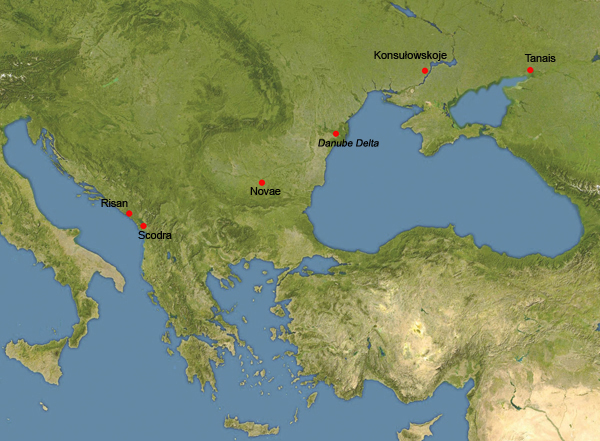 Konsułowskoje
Tanais
Danube Delta
Novae
Risan
Scodra